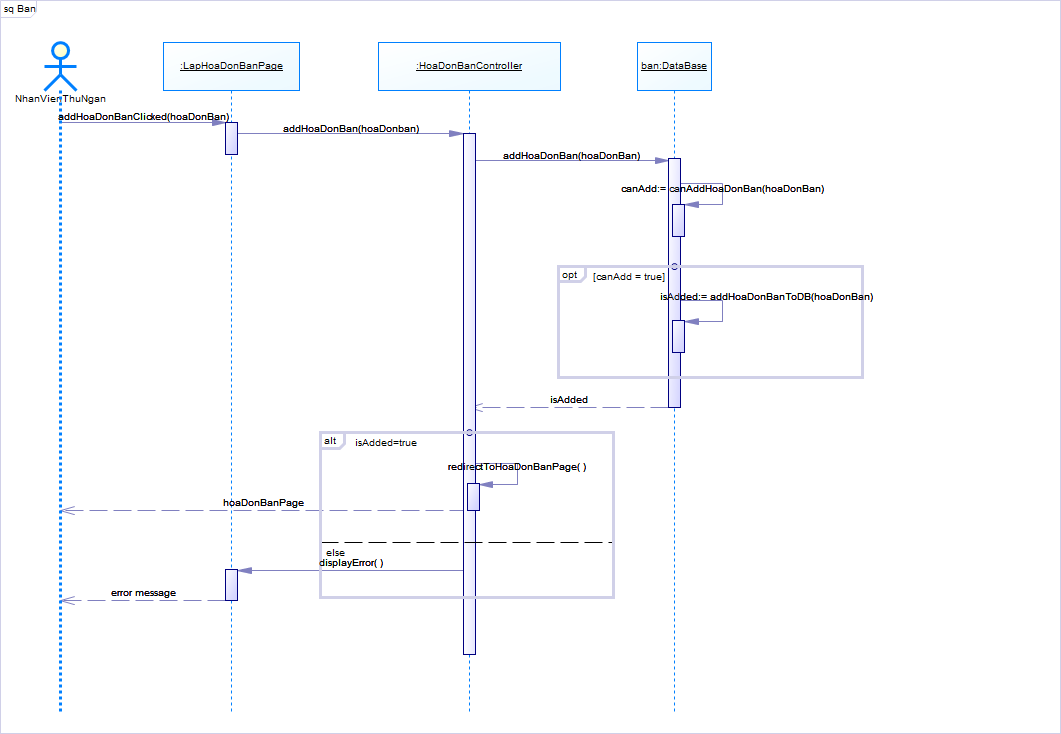 sq Ban
:LapHoaDonBanPage
:HoaDonBanController
ban:DataBase
NhanVienThuNgan
addHoaDonBanClicked(hoaDonBan)
addHoaDonBan(hoaDonban)
addHoaDonBan(hoaDonBan)
canAdd:= canAddHoaDonBan(hoaDonBan)
opt
[canAdd = true]
isAdded:= addHoaDonBanToDB(hoaDonBan)
isAdded
alt
isAdded=true
redirectToHoaDonBanPage( )
hoaDonBanPage
else
displayError( )
error message